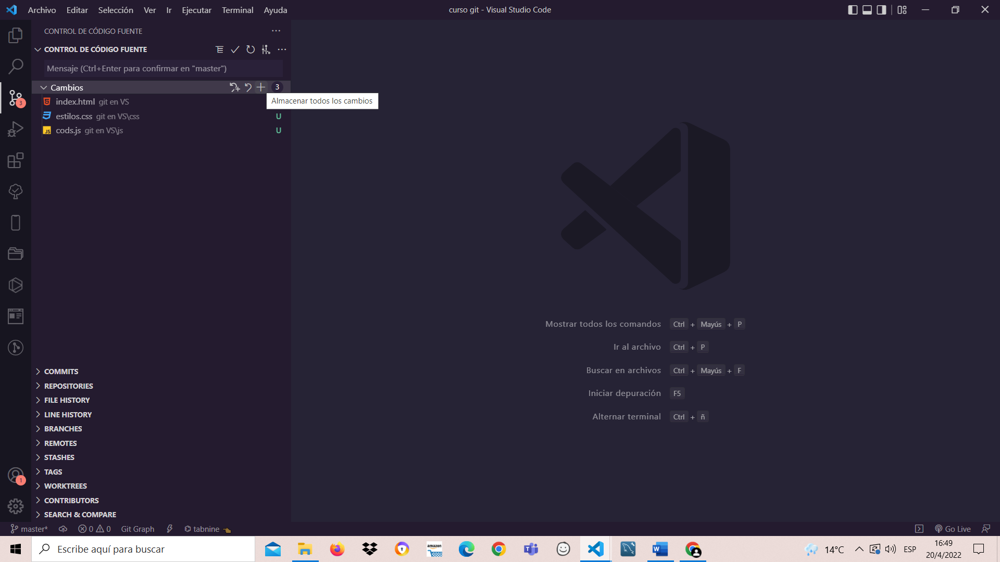 Archivo Editar Selección Ver Ir Ejecutar Terminal Ayuda
curso git - Visual Studio Code
CONTROL DE CÓDIGO FUENTE
CONTROL DE CÓDIGO FUENTE
Mensaje (Ctrl+Enter para confirmar en "master")
Cambios 3
Almacenar todos los cambios
index.html git en VS
estilos.css git en VS\css U
cods.js git en VS\js U
3
JS
Mostrar todos los comandos Ctrl + Mayús + P
Ir al archivo Ctrl + P
Buscar en archivos Ctrl + Mayús + F
Iniciar depuración F5
Alternar terminal Ctrl + ñ
COMMITS
REPOSITORIES
FILE HISTORY
LINE HISTORY
BRANCHES
REMOTES
STASHES
TAGS
WORKTREES
CONTRIBUTORS
SEARCH & COMPARE
1
master* 0 0 Git Graph tabnine Go Live
Escribe aquí para buscar
amazon
14°C ESP
16:49
20/4/2022